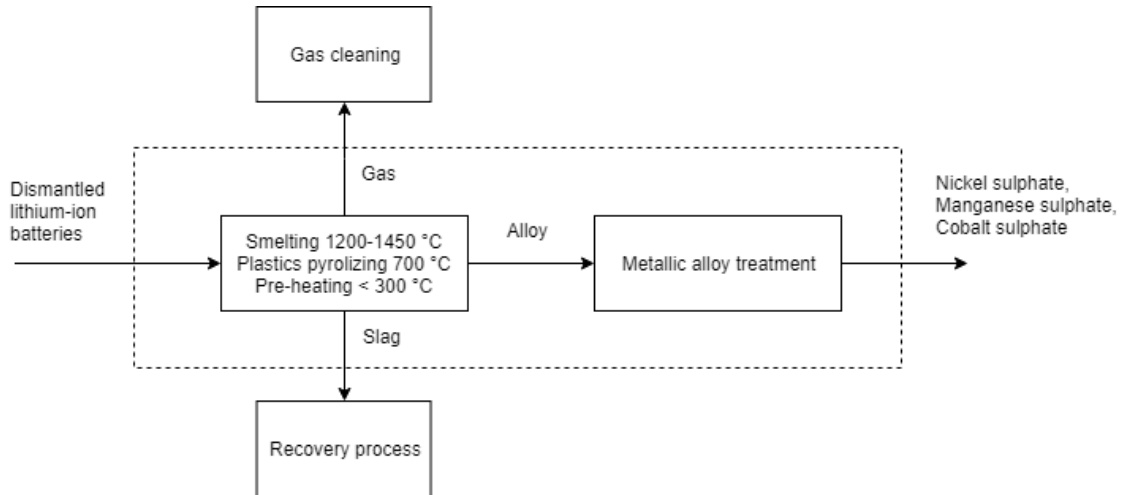 Gas cleaning
Gas
Dismantled
lithium-ion
batteries
Smelting 1200-1450 °C
Plastics pyrolizing 700 °C
Pre-heating < 300 °C
Alloy
Metallic alloy treatment
Nickel sulphate,
Manganese sulphate,
Cobalt sulphate
Slag
Recovery process